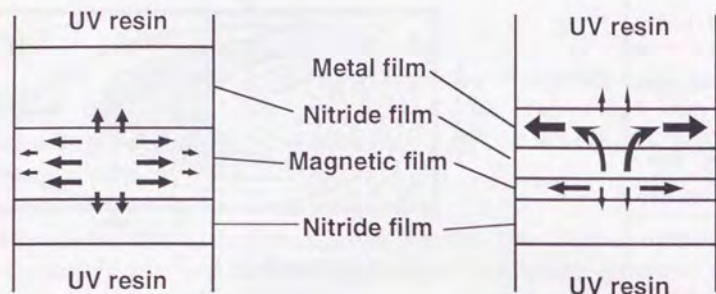 UV resin
UV resin
Metal film
Nitride film
Magnetic film
Nitride film
UV resin
UV resin